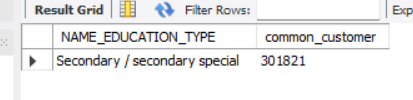 Result Grid Filter Rows: Exp
NAME_EDUCATION_TYPE common_customer
Secondary / secondary special 301821